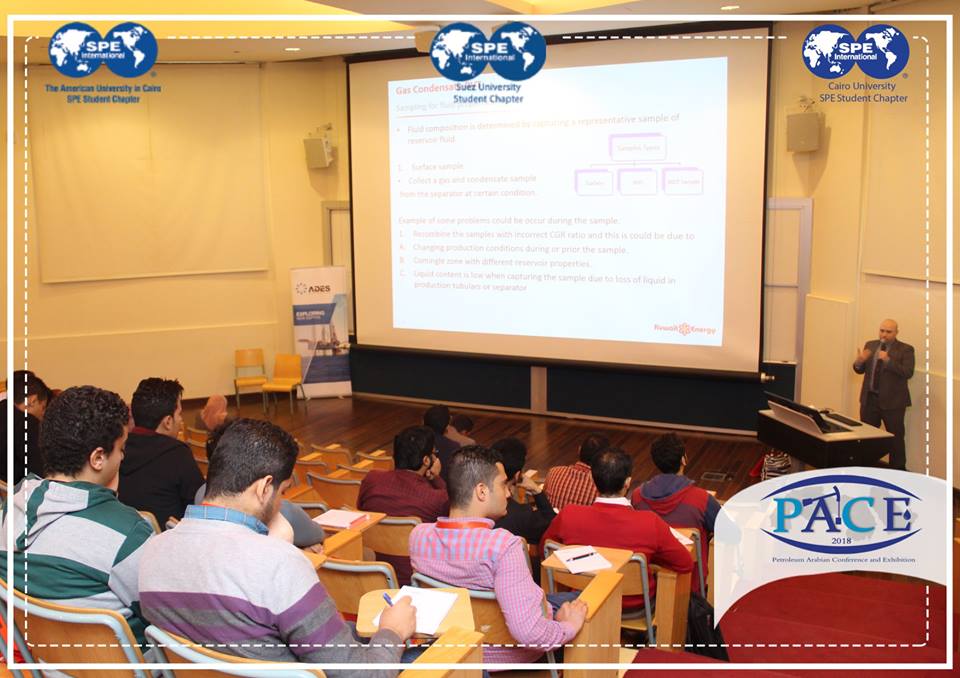 SPE
International
The American University in Cairo
SPE Student Chapter
SPE
International
Suez University
Student Chapter
SPE
International
Cairo University
SPE Student Chapter
Gas Condensate
Sampling for fluid
• Fluid composition is determined by capturing a representative sample of
reservoir fluid.
Samples Types
1. Surface sample
• Collect a gas and condensate sample
from the separator at certain condition.
Example of some problems could be occur during the sample.
1. Recombine the samples with incorrect CGR ratio and this is could be due to
A. Changing production conditions during or prior the sample.
B. Comingle zone with different reservoir properties.
C. Liquid content is low when capturing the sample due to loss of liquid in
production tubulars or separator
Kuwait Energy
ADES
EXPLORING
PACE
2018
Petroleum Arabian Conference and Exhibition